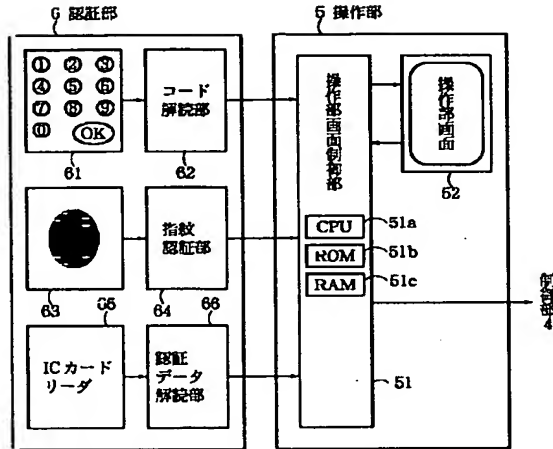 6 認証部
① ② ③
④ ⑤ ⑥
⑦ ⑧ ⑨
⓪ OK
61
コード
解読部
62
63
指紋
認証部
64
65
ICカード
リーダ
66
認証
データ
解読部
5 操作部
操作部画面制御部
CPU
51a
ROM
51b
RAM
51c
51
操作部画面
52
制御部4